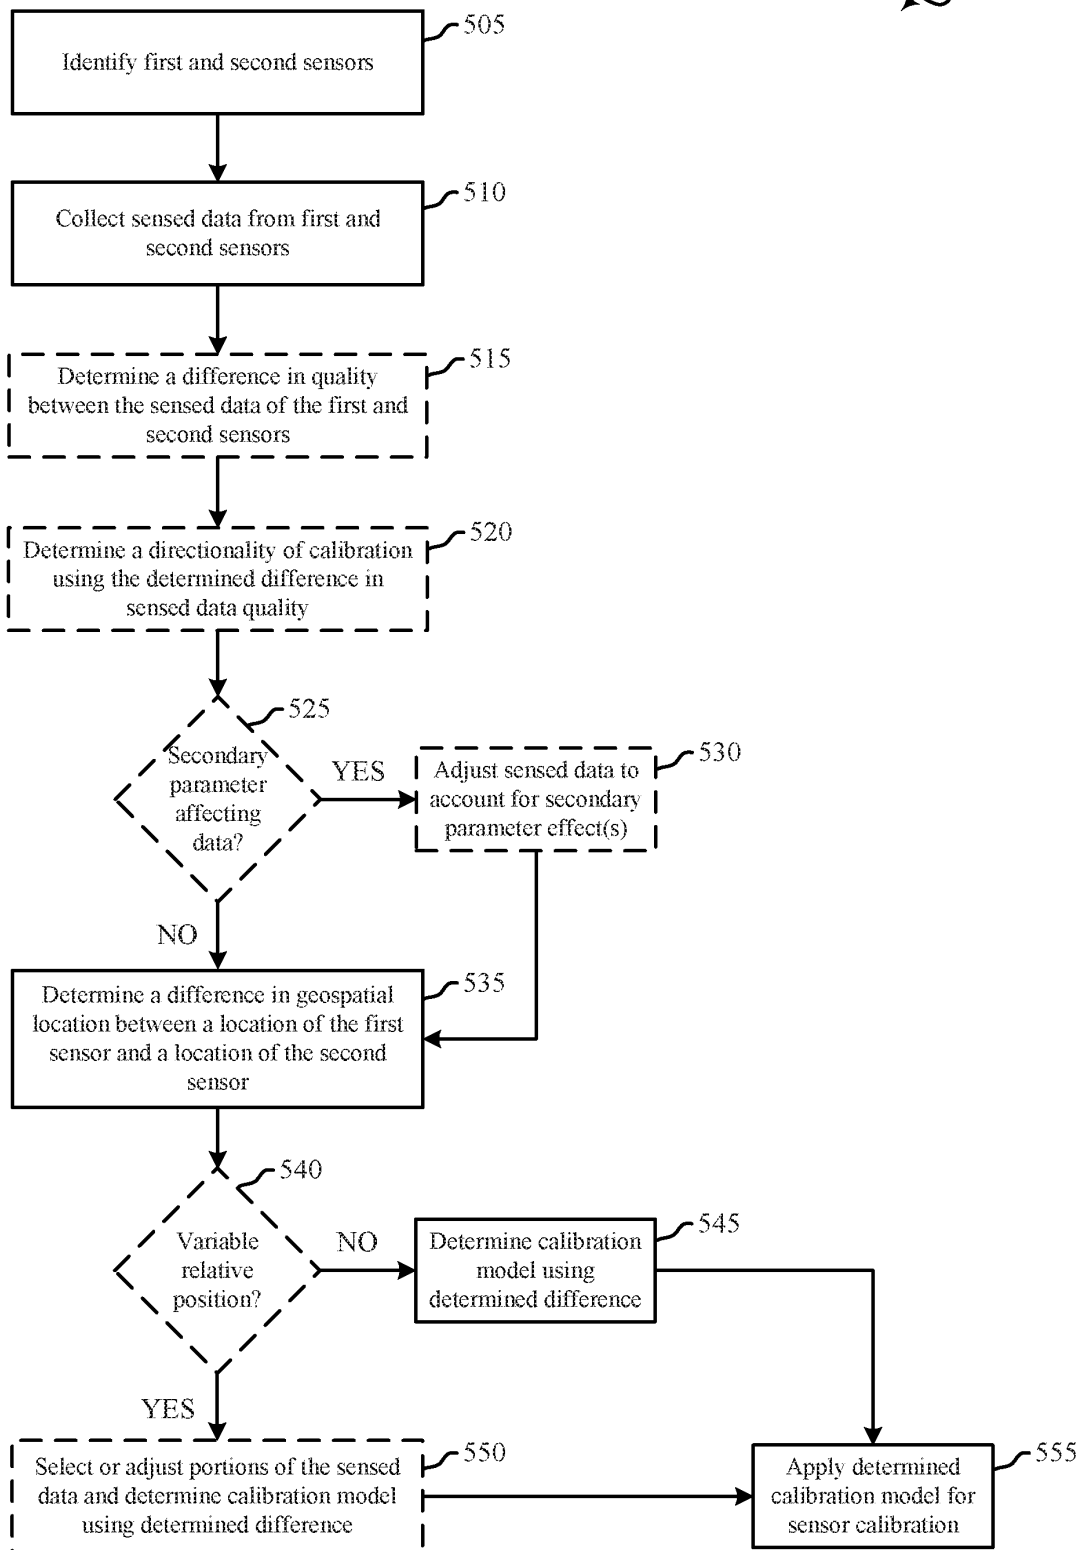 505
Identify first and second sensors
510
Collect sensed data from first and
second sensors
515
Determine a difference in quality
between the sensed data of the first and
second sensors
520
Determine a directionality of calibration
using the determined difference in
sensed data quality
525
Secondary
parameter
affecting
data?
YES
530
Adjust sensed data to
account for secondary
parameter effect(s)
NO
535
Determine a difference in geospatial
location between a location of the first
sensor and a location of the second
sensor
540
Variable
relative
position?
NO
545
Determine calibration
model using
determined difference
YES
550
Select or adjust portions of the sensed
data and determine calibration model
using determined difference
555
Apply determined
calibration model for
sensor calibration